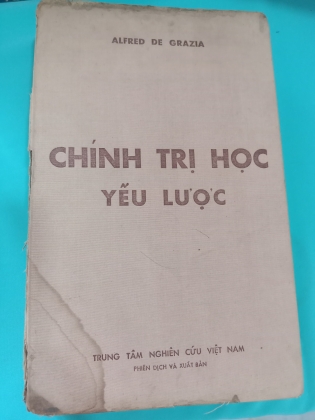 ALFRED DE GRAZIA
CHÍNH TRỊ HỌC
YẾU LƯỢC
TRUNG TÂM NGHIÊN CỨU VIỆT NAM
PHIÊN DỊCH VÀ XUẤT BẢN